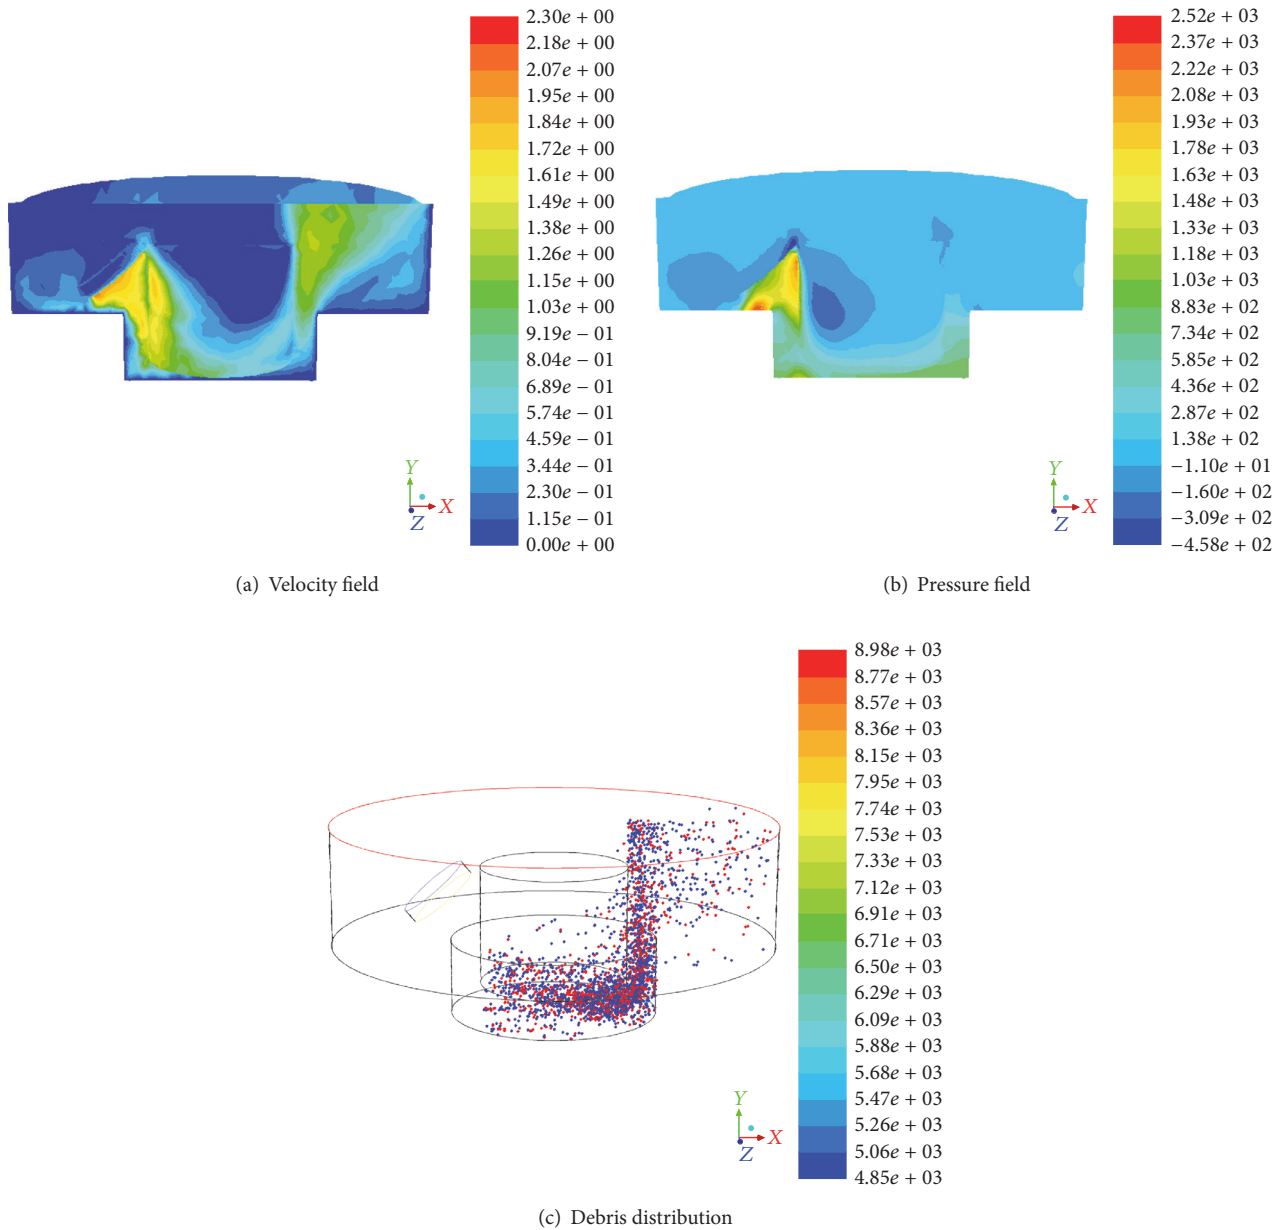 2.30e + 00
2.18e + 00
2.07e + 00
1.95e + 00
1.84e + 00
1.72e + 00
1.61e + 00
1.49e + 00
1.38e + 00
1.26e + 00
1.15e + 00
1.03e + 00
9.19e − 01
8.04e − 01
6.89e − 01
5.74e − 01
4.59e − 01
3.44e − 01
2.30e − 01
1.15e − 01
0.00e + 00
Y
X
Z
(a) Velocity field
2.52e + 03
2.37e + 03
2.22e + 03
2.08e + 03
1.93e + 03
1.78e + 03
1.63e + 03
1.48e + 03
1.33e + 03
1.18e + 03
1.03e + 03
8.83e + 02
7.34e + 02
5.85e + 02
4.36e + 02
2.87e + 02
1.38e + 02
−1.10e + 01
−1.60e + 02
−3.09e + 02
−4.58e + 02
Y
X
Z
(b) Pressure field
8.98e + 03
8.77e + 03
8.57e + 03
8.36e + 03
8.15e + 03
7.95e + 03
7.74e + 03
7.53e + 03
7.33e + 03
7.12e + 03
6.91e + 03
6.71e + 03
6.50e + 03
6.29e + 03
6.09e + 03
5.88e + 03
5.68e + 03
5.47e + 03
5.26e + 03
5.06e + 03
4.85e + 03
Y
X
Z
(c) Debris distribution